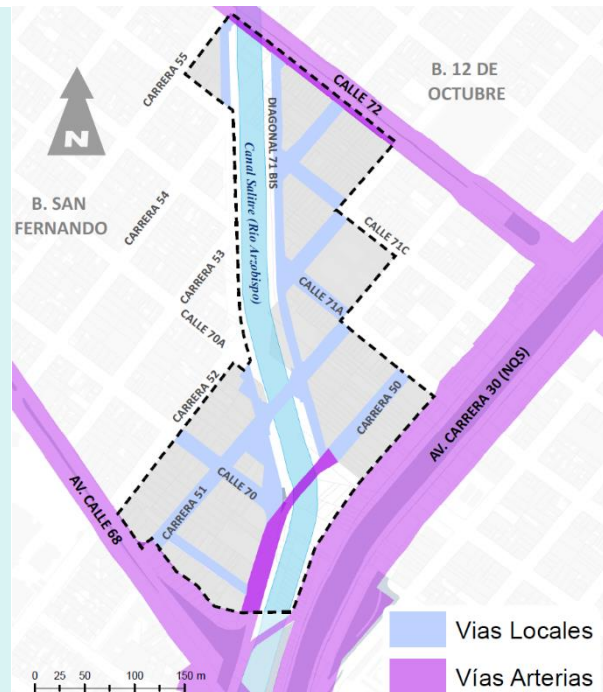 CARRERA 55
B. 12 DE
OCTUBRE
CALLE 72
DIAGONAL 71 BIS
N
Canal Salitre (Río Arzobispo)
B. SAN
FERNANDO
CARRERA 54
CARRERA 53
CALLE 71C
CALLE 71A
CALLE 70A
CARRERA 52
CARRERA 50
AV. CARRERA 30 (NQS)
CALLE 70
CARRERA 51
AV. CALLE 68
Vias Locales
Vías Arterias
0 25 50 100 150 m